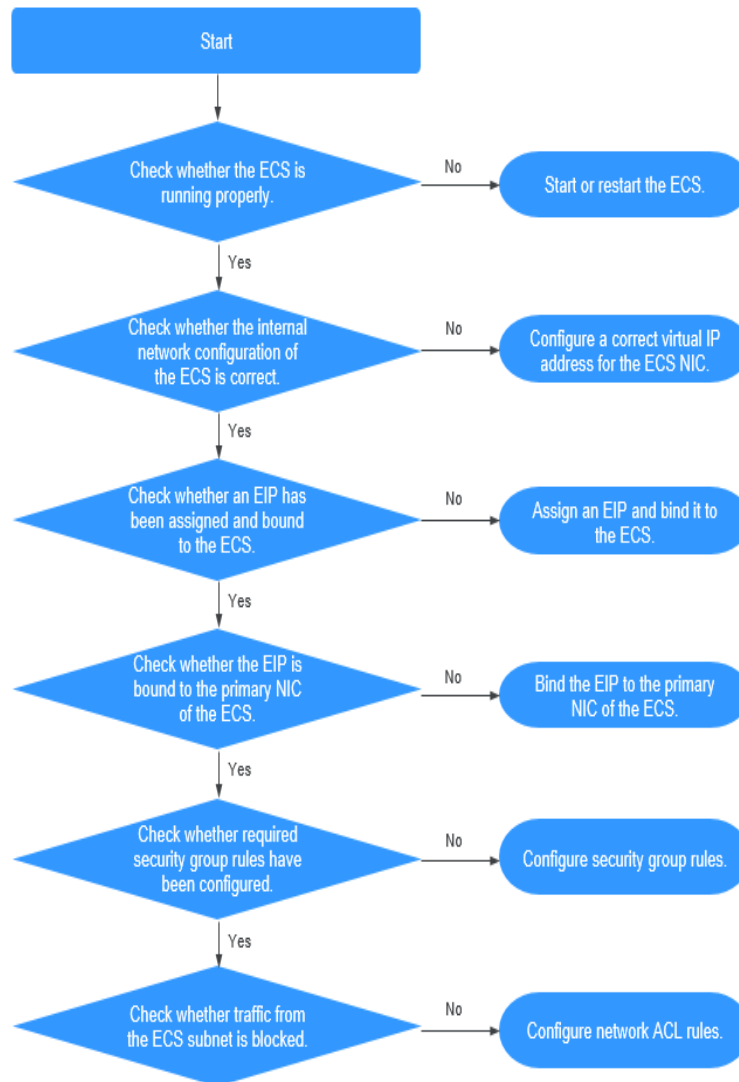 Start
Check whether the ECS is
running properly.
No
Start or restart the ECS.
Yes
Check whether the internal
network configuration of
the ECS is correct.
No
Configure a correct virtual IP
address for the ECS NIC.
Yes
Check whether an EIP has
been assigned and bound
to the ECS.
No
Assign an EIP and bind it to
the ECS.
Yes
Check whether the EIP is
bound to the primary NIC
of the ECS.
No
Bind the EIP to the primary
NIC of the ECS.
Yes
Check whether required
security group rules have
been configured.
No
Configure security group rules.
Yes
Check whether traffic from
the ECS subnet is blocked.
No
Configure network ACL rules.